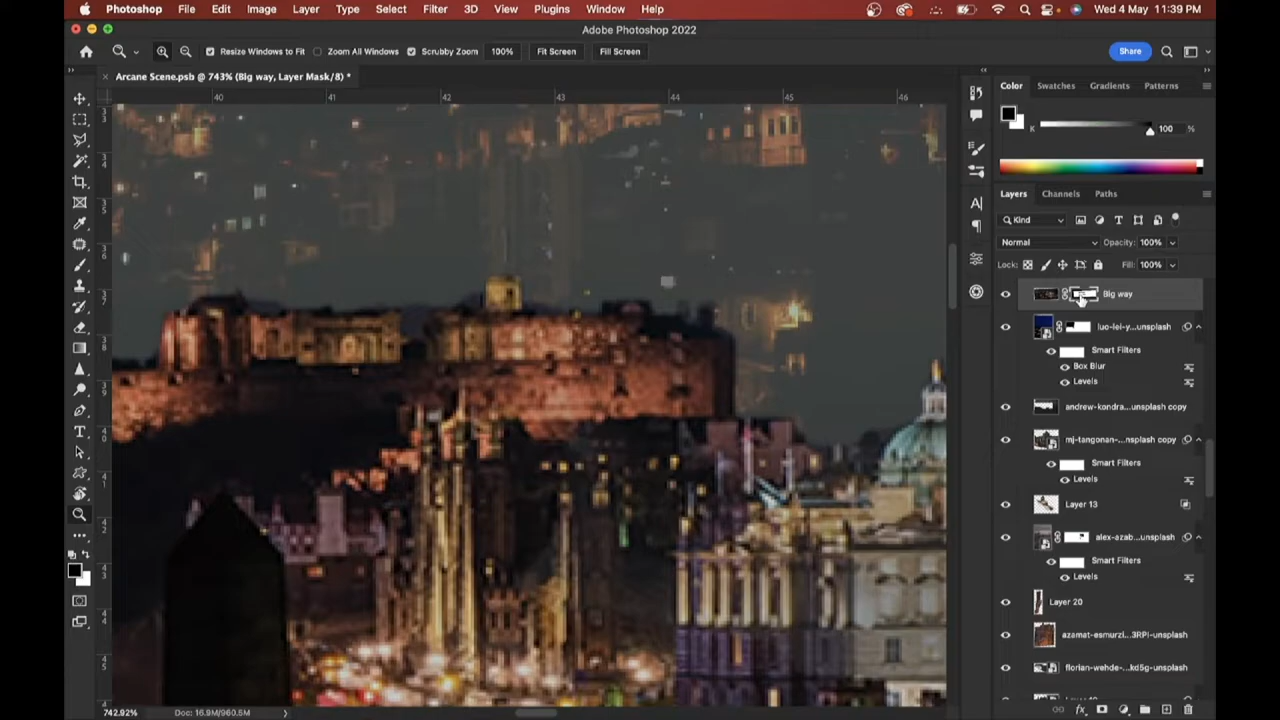 Photoshop File Edit Image Layer Type Select Filter 3D View Plugins Window Help Wed 4 May 11:39 PM
Adobe Photoshop 2022
Resize Windows to Fit Zoom All Windows Scrubby Zoom 100% Fit Screen Fill Screen Share
Arcane Scene.psb @ 743% (Big way, Layer Mask/8) *
40 41 42 43 44 45 46
Color Swatches Gradients Patterns
K 100 %
Layers Channels Paths
Kind
Normal Opacity: 100%
Lock: Fill: 100%
Big way
luo-lei-y...unsplash
Smart Filters
Box Blur
Levels
andrew-kondra...unsplash copy
mj-tangonan-...nsplash copy
Smart Filters
Levels
Layer 13
alex-azab...unsplash
Smart Filters
Levels
Layer 20
azamat-esmurzi...3RPI-unsplash
florian-wehde-...kd5g-unsplash
742.92% Doc: 16.9M/960.5M